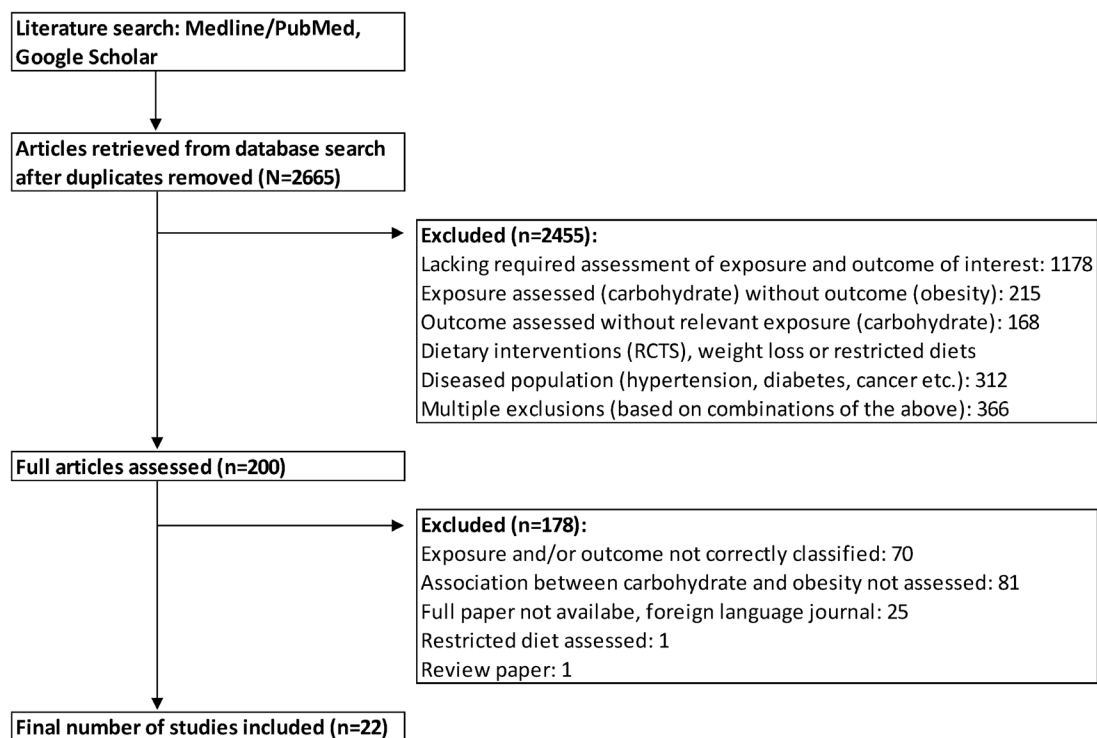 Literature search: Medline/PubMed,
Google Scholar
Articles retrieved from database search
after duplicates removed (N=2665)
Excluded (n=2455):
Lacking required assessment of exposure and outcome of interest: 1178
Exposure assessed (carbohydrate) without outcome (obesity): 215
Outcome assessed without relevant exposure (carbohydrate): 168
Dietary interventions (RCTS), weight loss or restricted diets
Diseased population (hypertension, diabetes, cancer etc.): 312
Multiple exclusions (based on combinations of the above): 366
Full articles assessed (n=200)
Excluded (n=178):
Exposure and/or outcome not correctly classified: 70
Association between carbohydrate and obesity not assessed: 81
Full paper not availabe, foreign language journal: 25
Restricted diet assessed: 1
Review paper: 1
Final number of studies included (n=22)